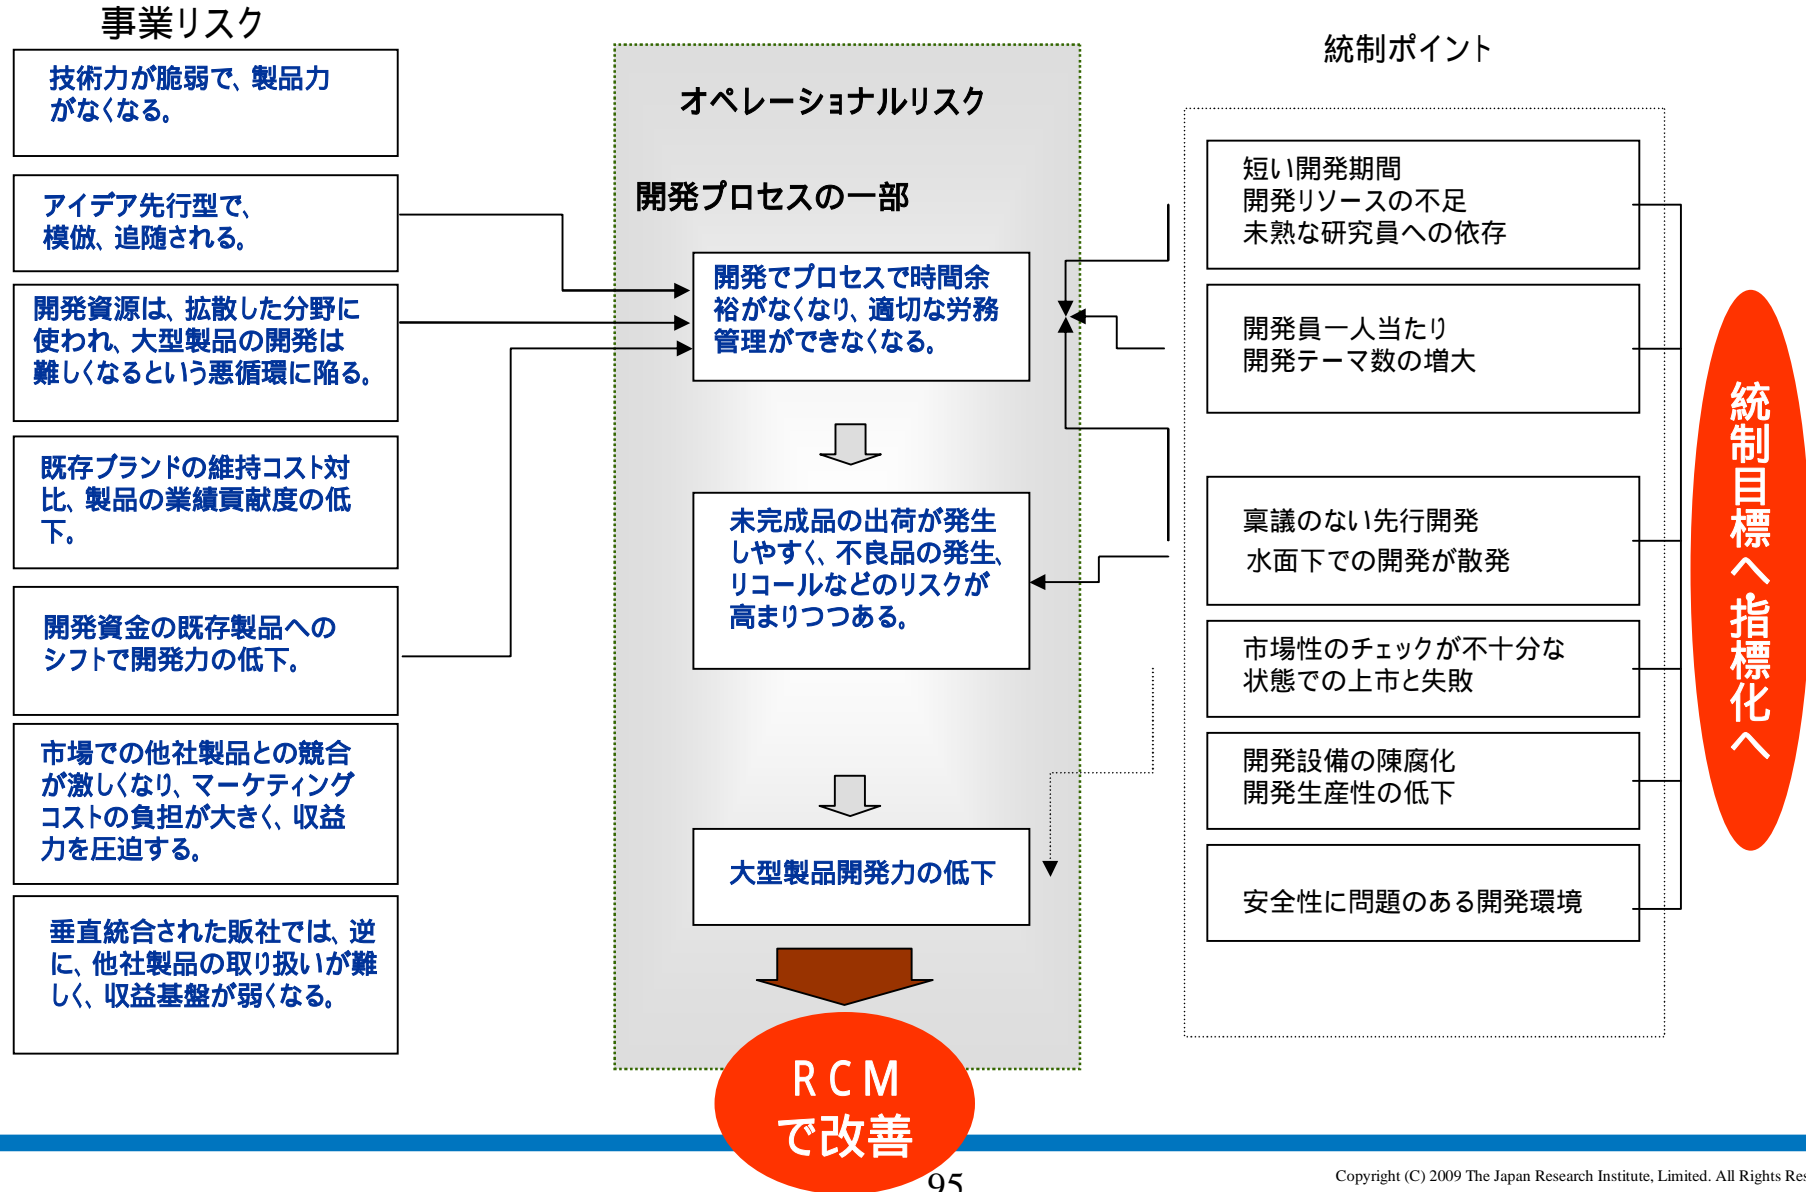 事業リスク
技術力が脆弱で、製品力
がなくなる。
アイデア先行型で、
模倣、追随される。
開発資源は、拡散した分野に
使われ、大型製品の開発は
難しくなるという悪循環に陥る。
既存ブランドの維持コスト対
比、製品の業績貢献度の低
下。
開発資金の既存製品への
シフトで開発力の低下。
市場での他社製品との競合
が激しくなり、マーケティング
コストの負担が大きく、収益
力を圧迫する。
垂直統合された販社では、逆
に、他社製品の取り扱いが難
しく、収益基盤が弱くなる。
オペレーショナルリスク
開発プロセスの一部
開発でプロセスで時間余
裕がなくなり、適切な労務
管理ができなくなる。
未完成品の出荷が発生
しやすく、不良品の発生、
リコールなどのリスクが
高まりつつある。
大型製品開発力の低下
RCM
で改善
統制ポイント
短い開発期間
開発リソースの不足
未熟な研究員への依存
開発員一人当たり
開発テーマ数の増大
稟議のない先行開発
水面下での開発が散発
市場性のチェックが不十分な
状態での上市と失敗
開発設備の陳腐化
開発生産性の低下
安全性に問題のある開発環境
統制目標へ・指標化へ
95
Copyright (C) 2009 The Japan Research Institute, Limited. All Rights Res